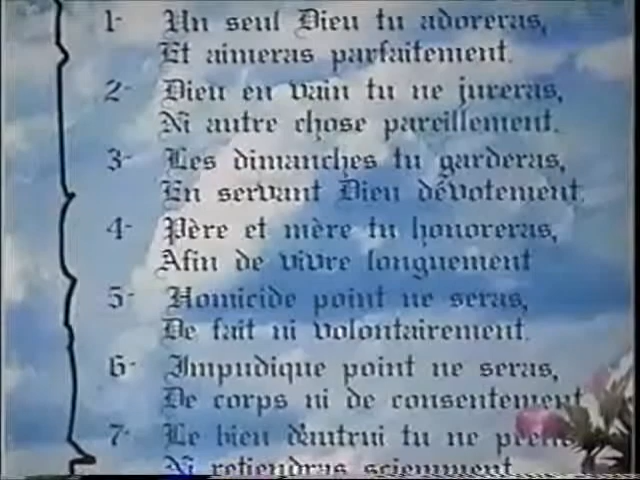 1- Un seul Dieu tu adoreras,
Et aimeras parfaitement.
2- Dieu en vain tu ne jureras,
Ni autre chose pareillement.
3- Les dimanches tu garderas,
En servant Dieu dévotement.
4- Père et mère tu honoreras,
Afin de vivre longuement
5- Homicide point ne seras,
De fait ni volontairement.
6- Impudique point ne seras,
De corps ni de consentement
7- Le bien d'autrui tu ne
Ni retiendras sciemment.